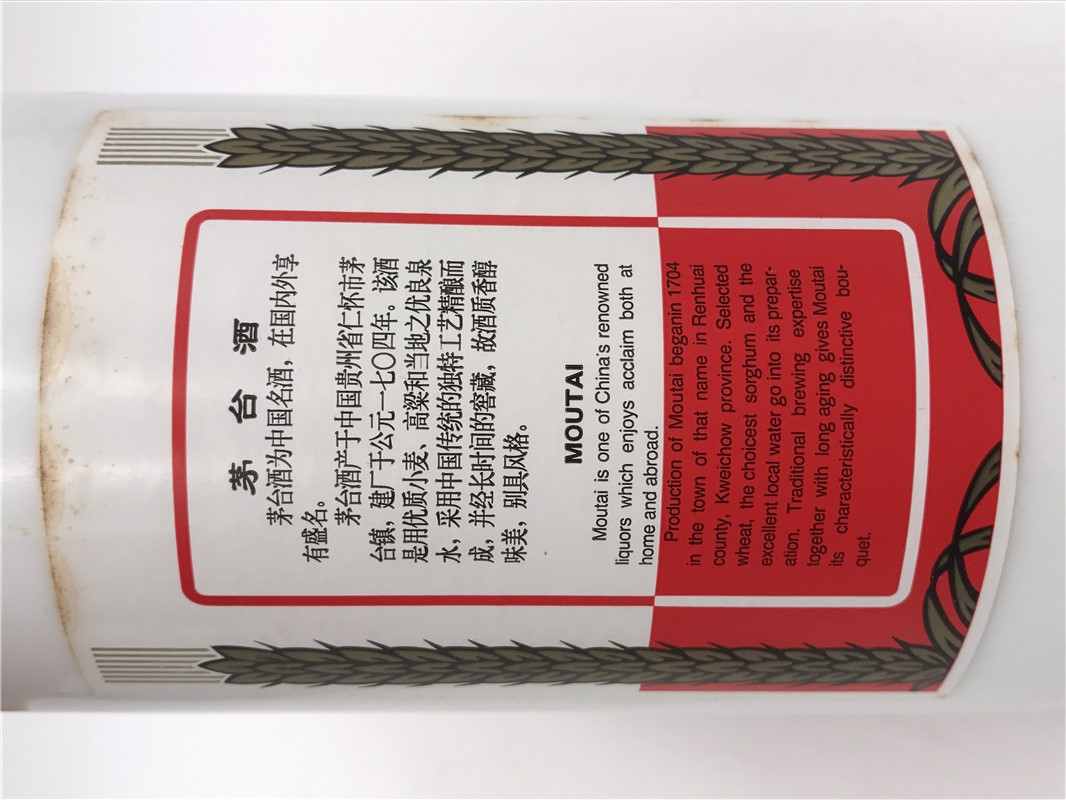 茅台酒
茅台酒为中国名酒，在国内外享
有盛名。
茅台酒产于中国贵州省仁怀市茅
台镇，建厂于公元一七〇四年。该酒
是用优质小麦、高粱和当地之优良泉
水，采用中国传统的独特工艺精酿而
成，并经长时间的窖藏，故酒质香醇
味美，别具风格。
MOUTAI
Moutai is one of China's renowned
liquors which enjoys acclaim both at
home and abroad.
Production of Moutai beganin 1704
in the town of that name in Renhuai
county, Kweichow province. Selected
wheat, the choicest sorghum and the
excellent local water go into its prepar-
ation. Traditional brewing expertise
together with long aging gives Moutai
its characteristically distinctive bou-
quet.